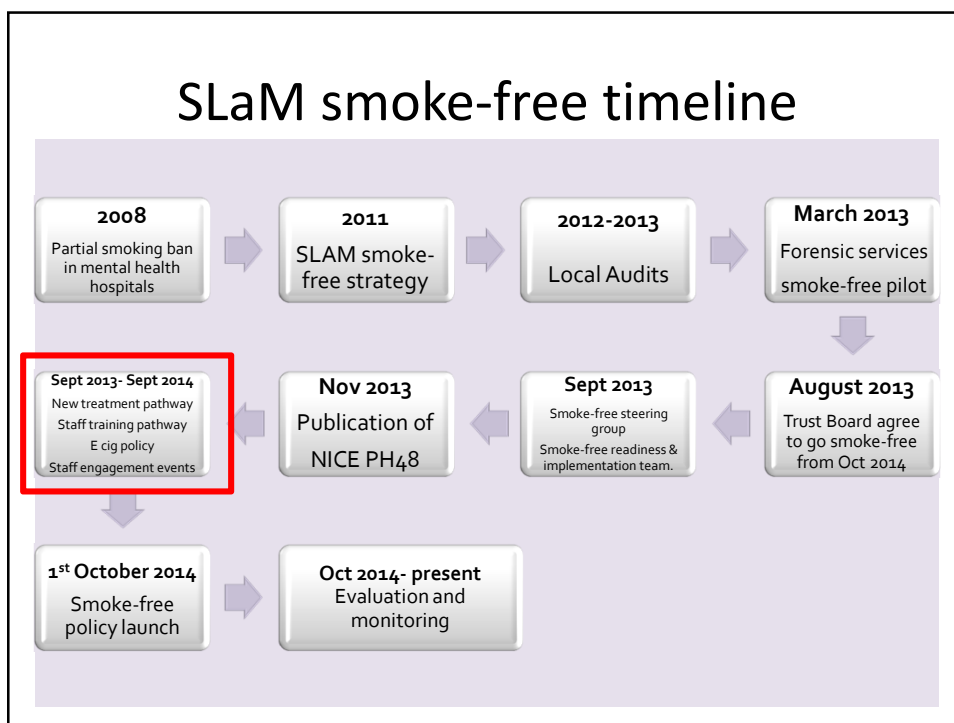 SLaM smoke-free timeline
2008
Partial smoking ban
in mental health
hospitals
2011
SLAM smoke-
free strategy
2012-2013
Local Audits
March 2013
Forensic services
smoke-free pilot
August 2013
Trust Board agree
to go smoke-free
from Oct 2014
Sept 2013
Smoke-free steering
group
Smoke-free readiness &
implementation team.
Nov 2013
Publication of
NICE PH48
Sept 2013- Sept 2014
New treatment pathway
Staff training pathway
E cig policy
Staff engagement events
1st October 2014
Smoke-free
policy launch
Oct 2014- present
Evaluation and
monitoring